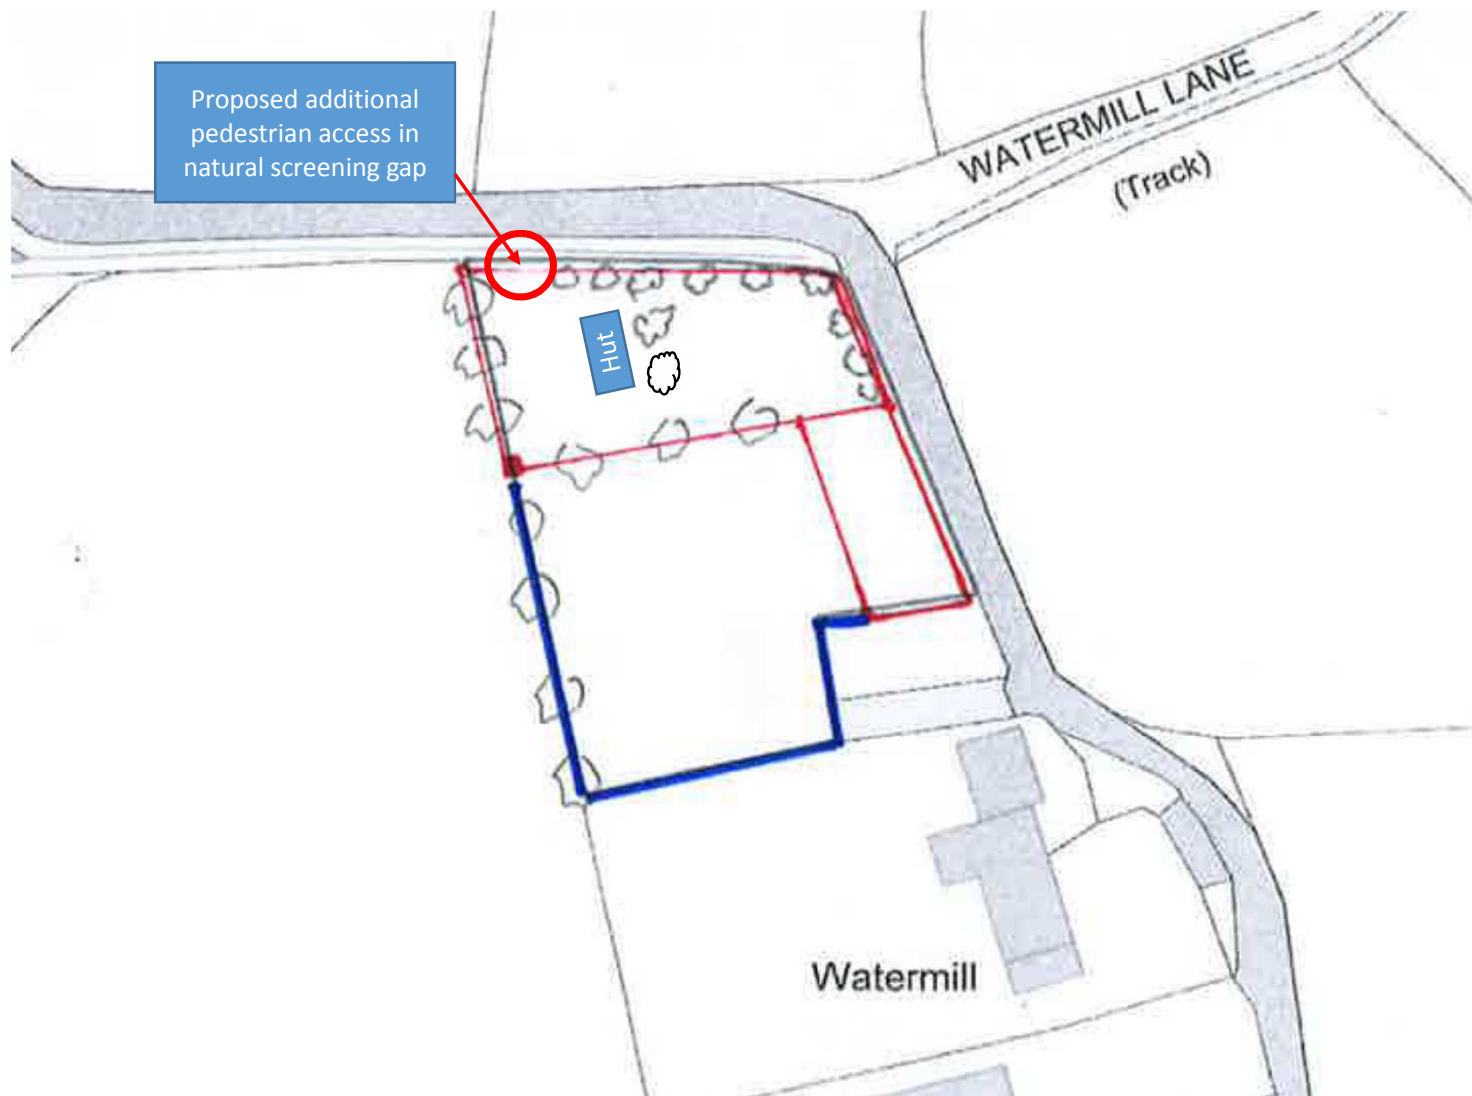 Proposed additional
pedestrian access in
natural screening gap
WATERMILL LANE
(Track)
Hut
Watermill